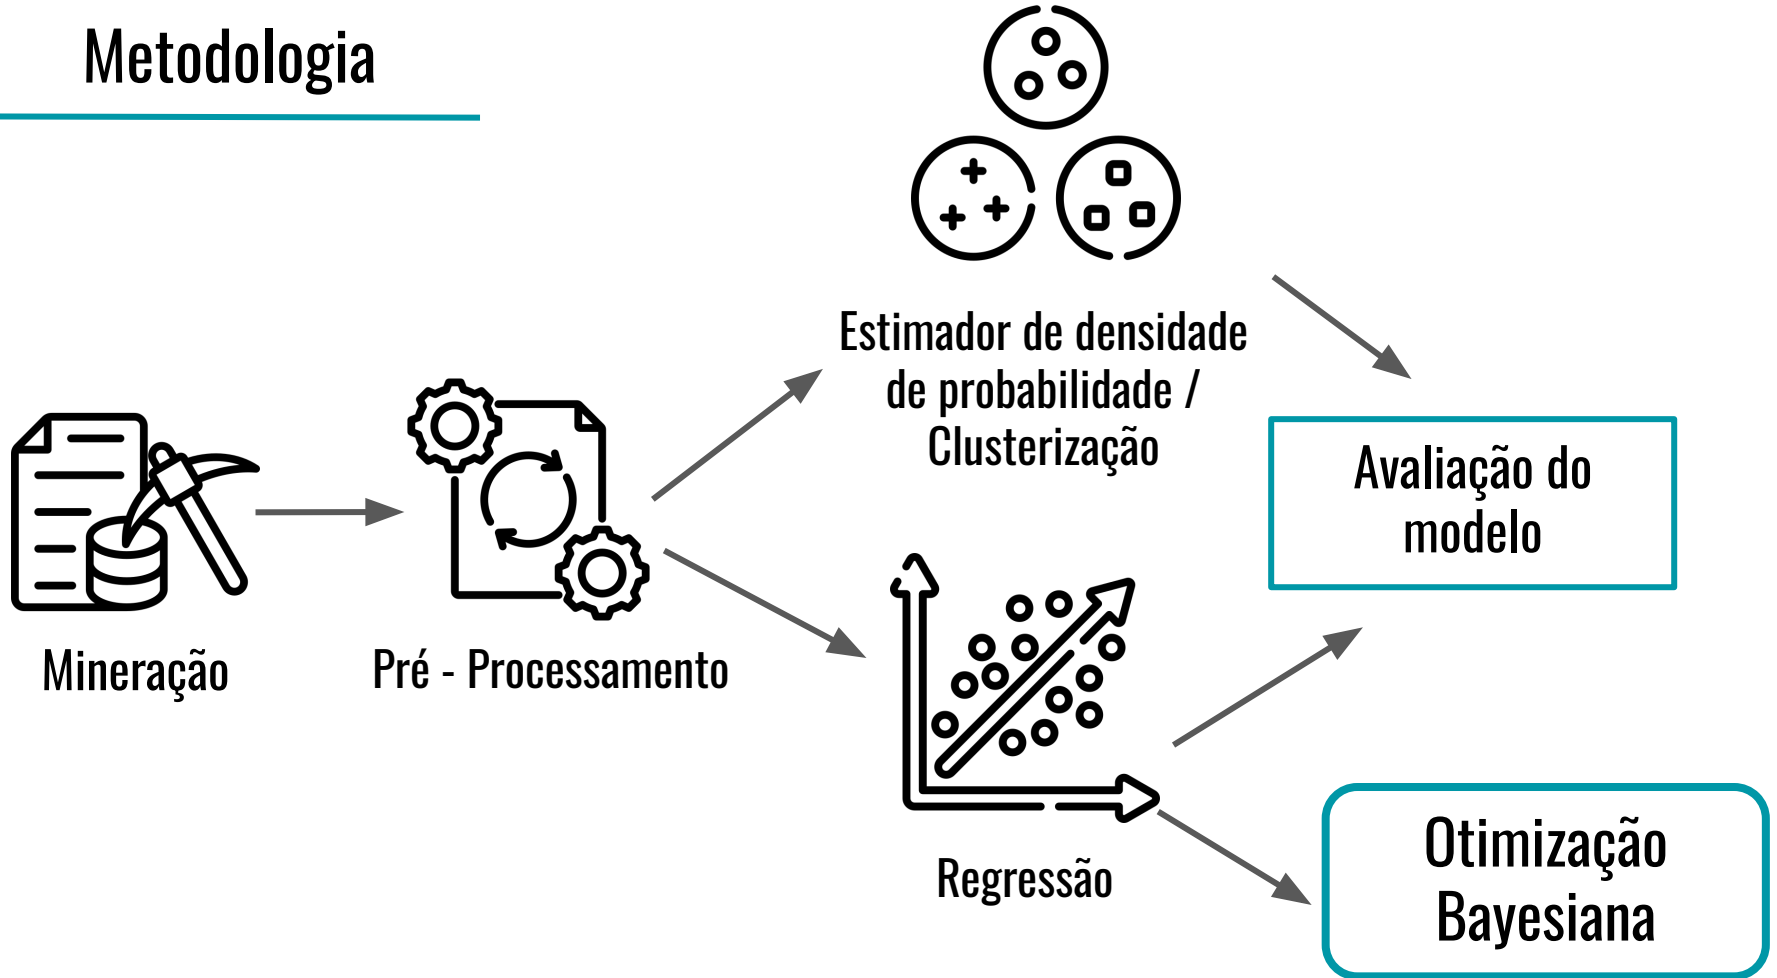 Metodologia
Estimador de densidade
de probabilidade /
Clusterização
Avaliação do
modelo
Mineração
Pré - Processamento
Regressão
Otimização
Bayesiana